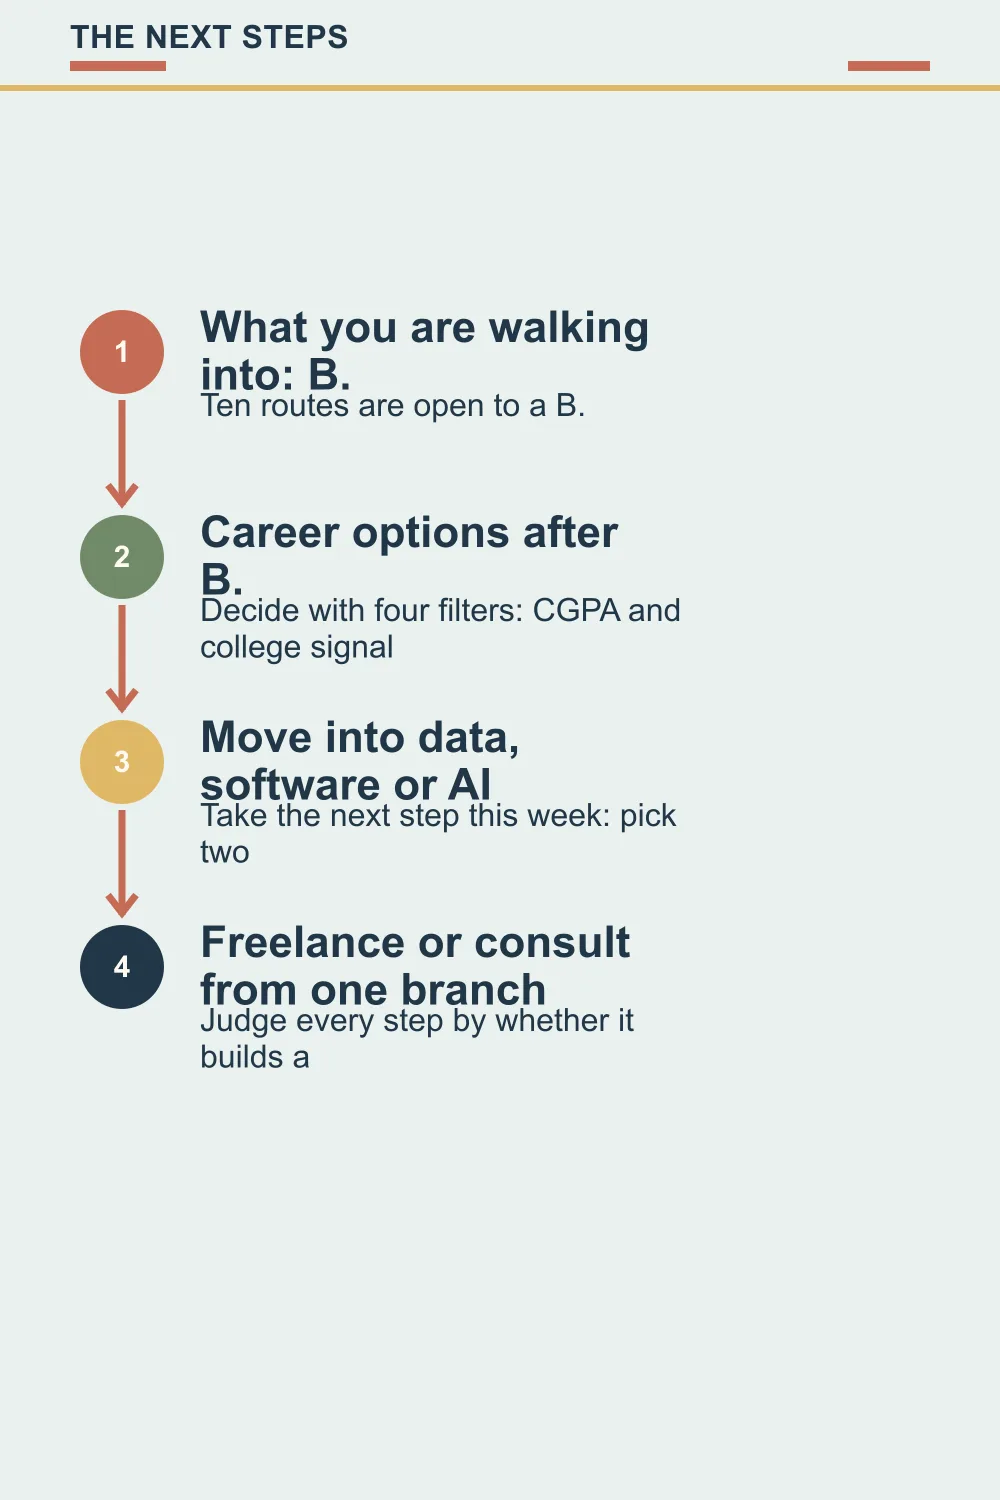 THE NEXT STEPS
1
What you are walking
into: B.
Ten routes are open to a B.
2
Career options after
B.
Decide with four filters: CGPA and
college signal
3
Move into data,
software or AI
Take the next step this week: pick
two
4
Freelance or consult
from one branch
Judge every step by whether it
builds a